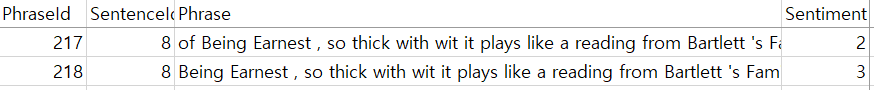 PhraseId SentenceId Phrase Sentiment
217 8 of Being Earnest , so thick with wit it plays like a reading from Bartlett 's Fa 2
218 8 Being Earnest , so thick with wit it plays like a reading from Bartlett 's Fam 3